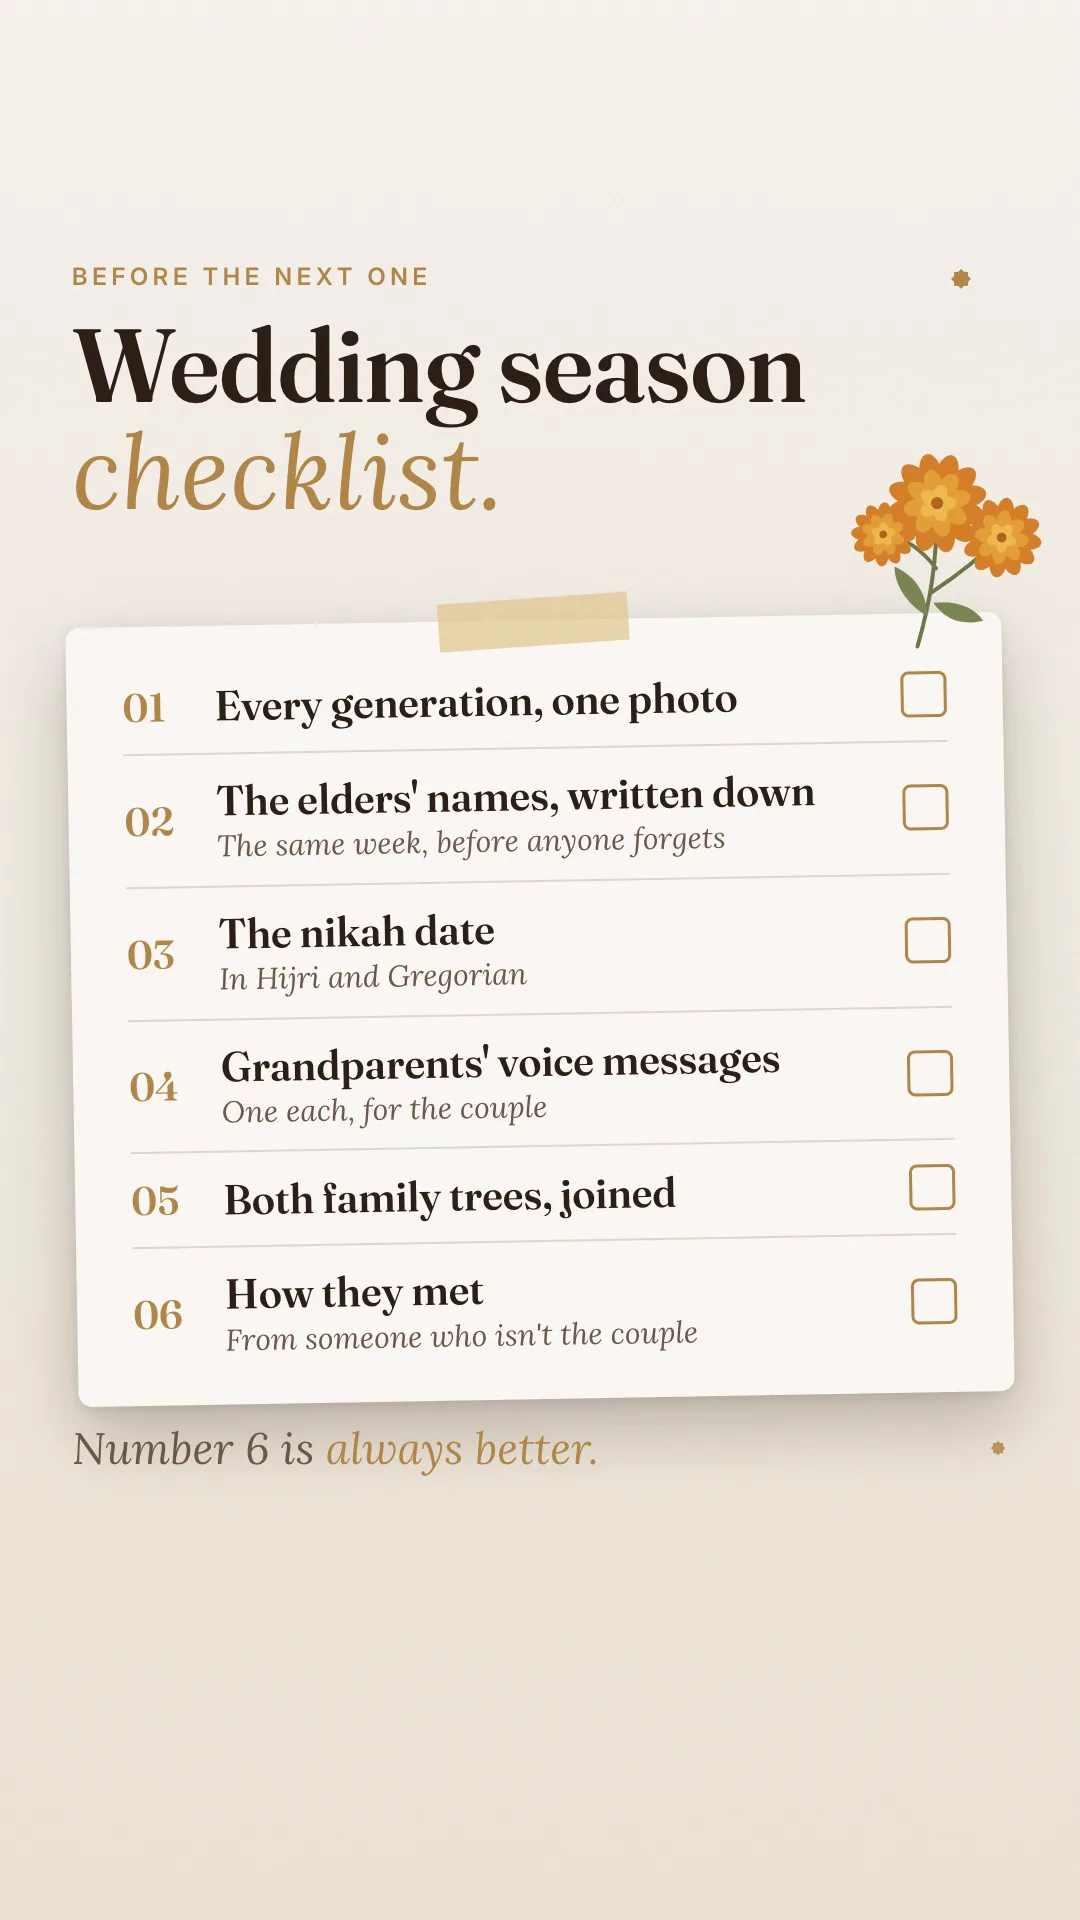 BEFORE THE NEXT ONE
Wedding season
checklist.
01 Every generation, one photo
02 The elders' names, written down
The same week, before anyone forgets
03 The nikah date
In Hijri and Gregorian
04 Grandparents' voice messages
One each, for the couple
05 Both family trees, joined
06 How they met
From someone who isn't the couple
Number 6 is always better.